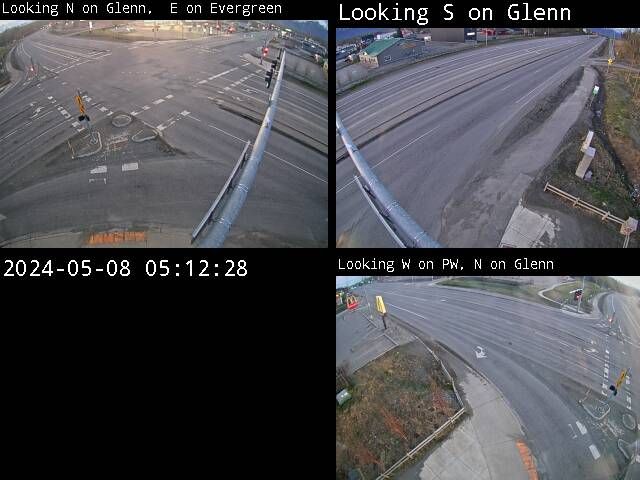 Looking N on Glenn, E on Evergreen
Looking S on Glenn
2024-05-08 05:12:28
Looking W on PW, N on Glenn